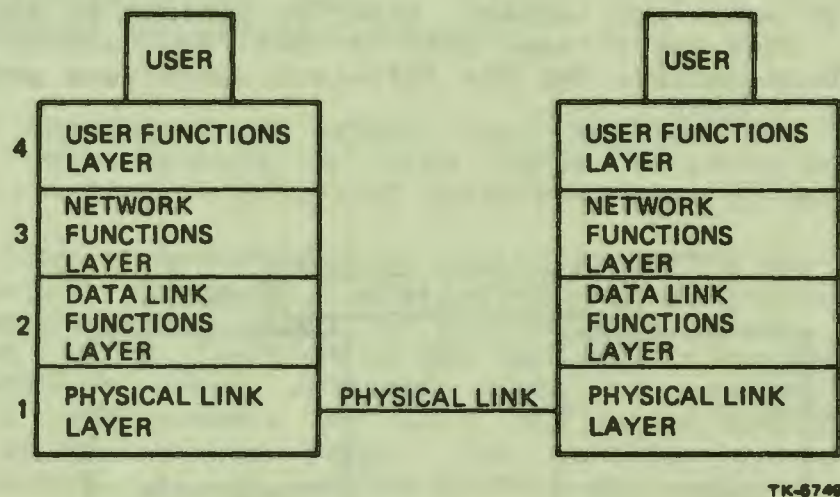 USER
USER
4
USER FUNCTIONS
LAYER
USER FUNCTIONS
LAYER
3
NETWORK
FUNCTIONS
LAYER
NETWORK
FUNCTIONS
LAYER
2
DATA LINK
FUNCTIONS
LAYER
DATA LINK
FUNCTIONS
LAYER
1
PHYSICAL LINK
LAYER
PHYSICAL LINK
PHYSICAL LINK
LAYER